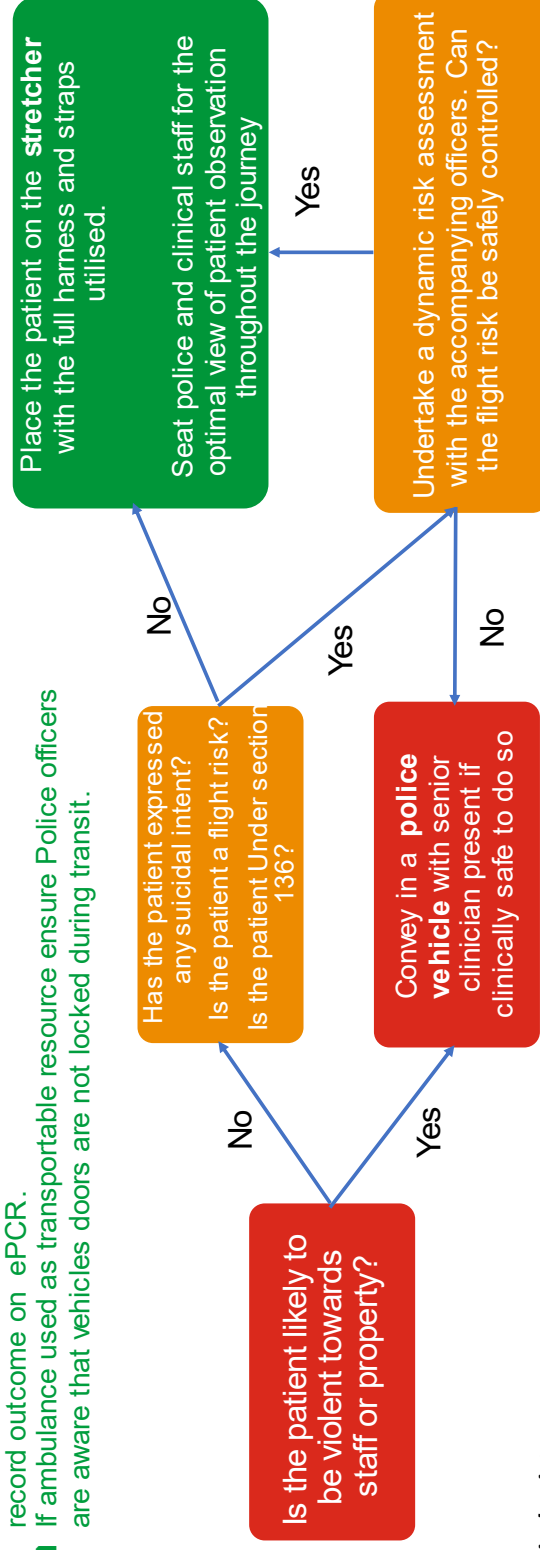 record outcome on ePCR.
If ambulance used as transportable resource ensure Police officers
are aware that vehicles doors are not locked during transit.
Is the patient likely to
be violent towards
staff or property?
No
Yes
Has the patient expressed
any suicidal intent?
Is the patient a flight risk?
Is the patient Under section
136?
Convey in a police
vehicle with senior
clinician present if
clinically safe to do so
No
Yes
No
Place the patient on the stretcher
with the full harness and straps
utilised.
Seat police and clinical staff for the
optimal view of patient observation
throughout the journey
Yes
Undertake a dynamic risk assessment
with the accompanying officers. Can
the flight risk be safely controlled?